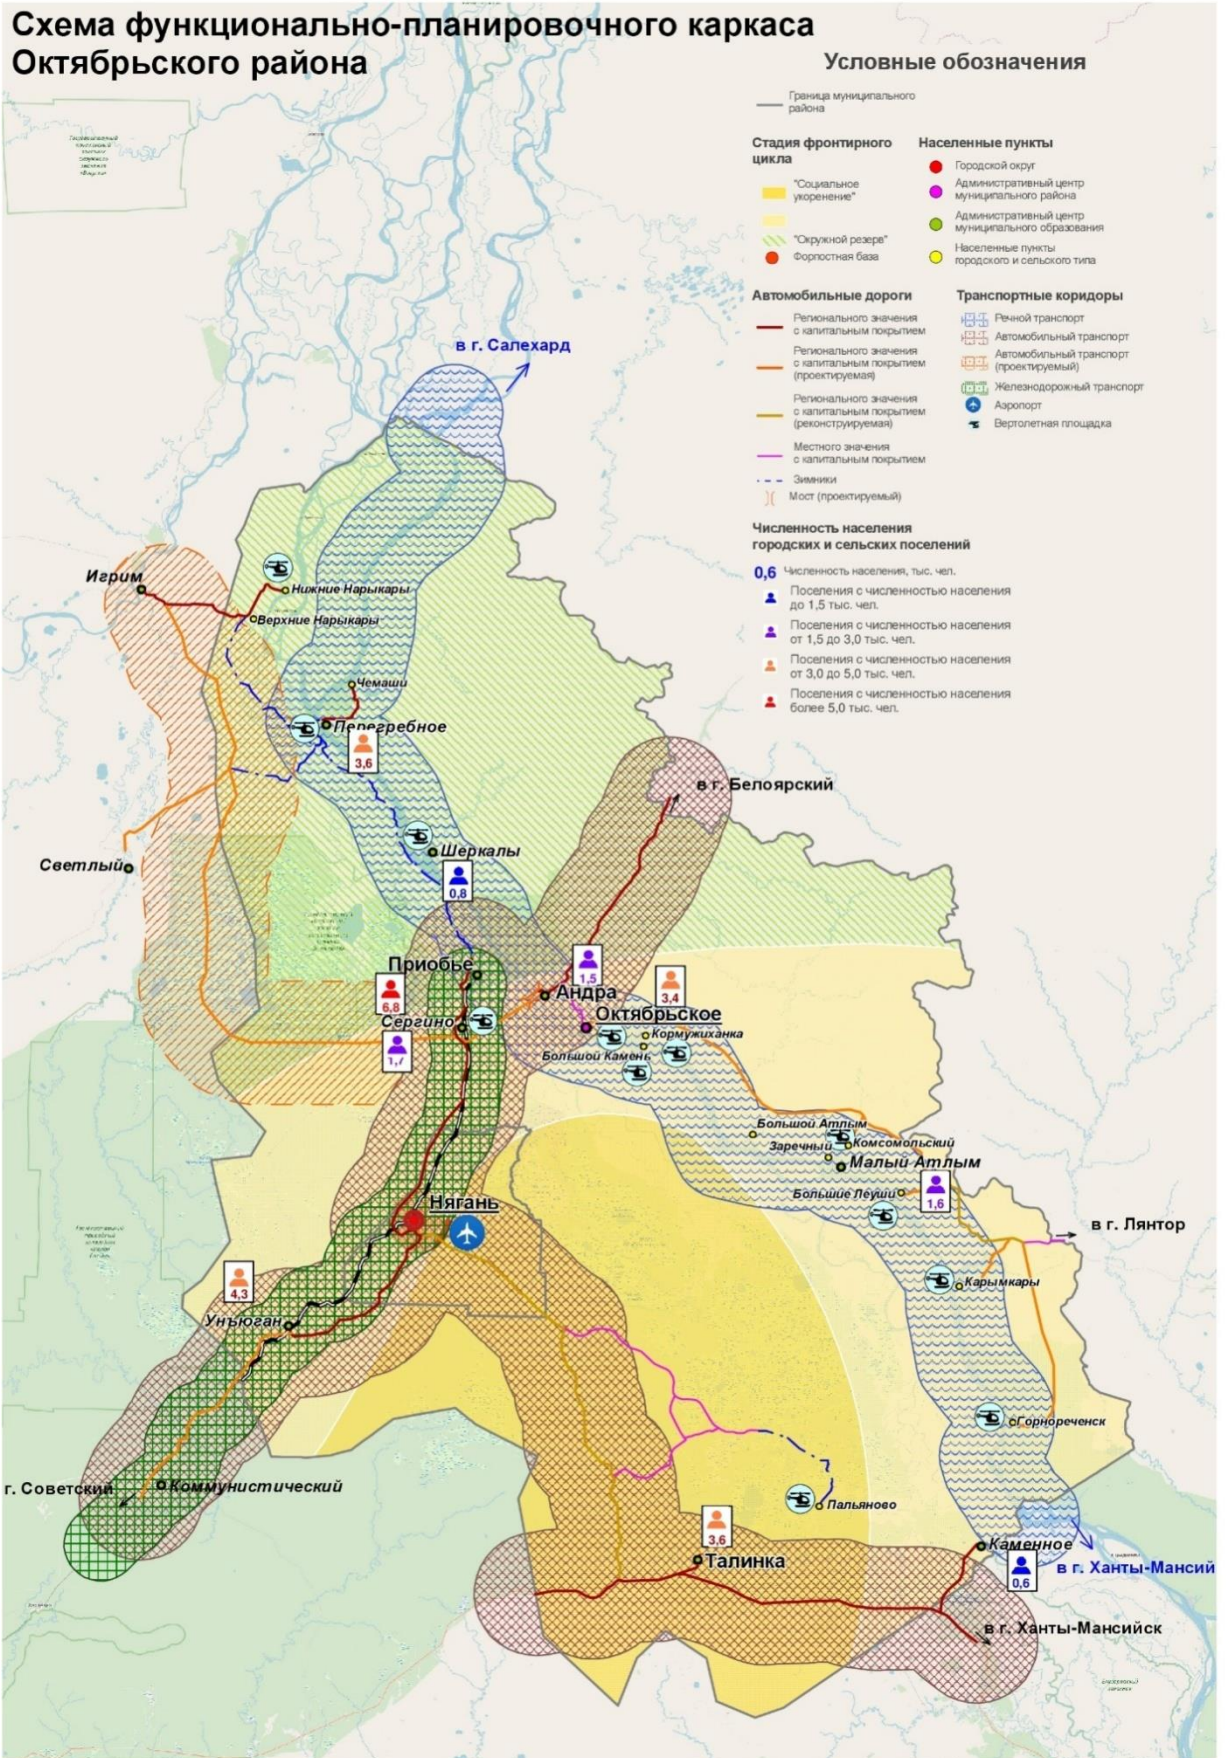 Схема функционально-планировочного каркаса
Октябрьского района
Условные обозначения
Граница муниципального
района
Стадия фронтирного
цикла
"Социальное
укоренение"
"Окружной резерв"
Форпостная база
Населенные пункты
Городской округ
Административный центр
муниципального района
Административный центр
муниципального образования
Населенные пункты
городского и сельского типа
Автомобильные дороги
Регионального значения
с капитальным покрытием
Регионального значения
с капитальным покрытием
(проектируемая)
Регионального значения
с капитальным покрытием
(реконструируемая)
Местного значения
с капитальным покрытием
Зимники
Мост (проектируемый)
Транспортные коридоры
Речной транспорт
Автомобильный транспорт
Автомобильный транспорт
(проектируемый)
Железнодорожный транспорт
Аэропорт
Вертолетная площадка
Численность населения
городских и сельских поселений
0,6 Численность населения, тыс. чел.
Поселения с численностью населения
до 1,5 тыс. чел.
Поселения с численностью населения
от 1,5 до 3,0 тыс. чел.
Поселения с численностью населения
от 3,0 до 5,0 тыс. чел.
Поселения с численностью населения
более 5,0 тыс. чел.
в г. Салехард
Игрим
Нижние Нарыкары
Верхние Нарыкары
Чемаши
Перегребное
3,6
в г. Белоярский
Шеркалы
Светлый
0,8
Приобье
1,5
Андра
3,4
6,8
Октябрьское
Сергино
Кормужиханка
1,7
Большой Камень
Большой Атлым
Комсомольский
Заречный
Малый Атлым
Большие Леуши
1,6
Нягань
в г. Лянтор
4,3
Карымкары
Унъюган
Горнореченск
г. Советский
Коммунистический
Пальяново
3,6
Талинка
Каменное
0,6
в г. Ханты-Мансий
в г. Ханты-Мансийск